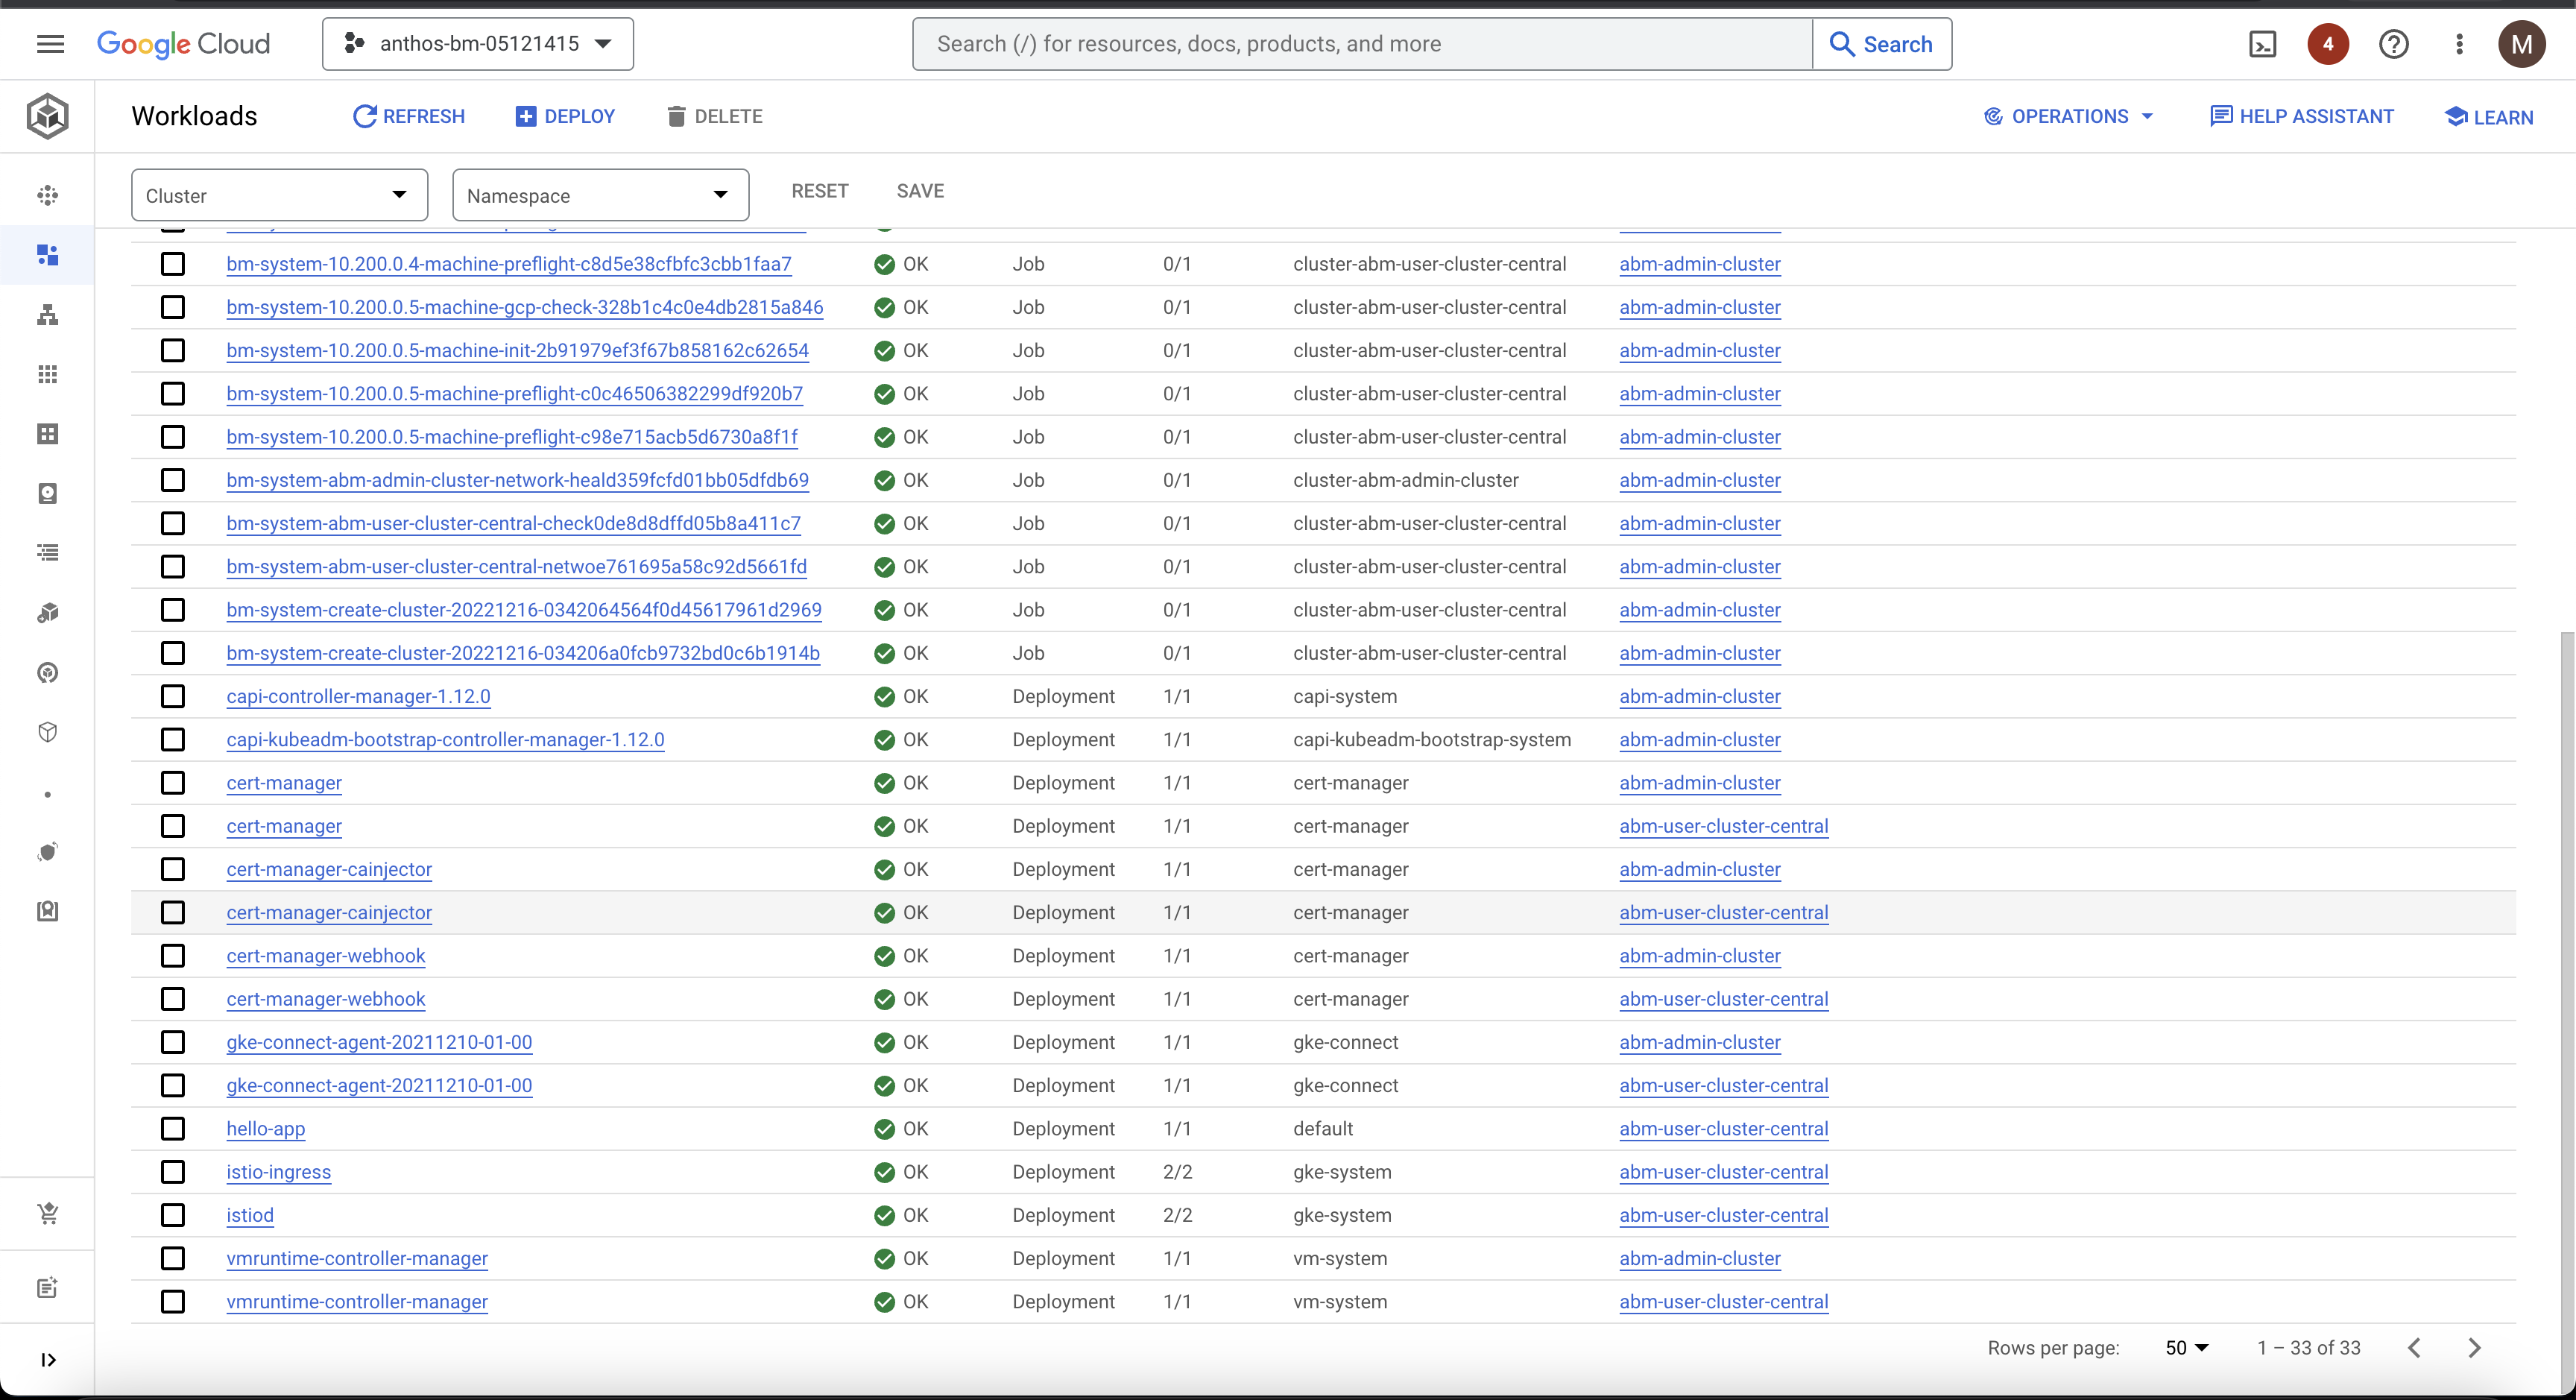 Google Cloud anthos-bm-05121415 Search (/) for resources, docs, products, and more Search 4 M
Workloads REFRESH DEPLOY DELETE OPERATIONS HELP ASSISTANT LEARN
Cluster Namespace RESET SAVE
bm-system-10.200.0.4-machine-preflight-c8d5e38cfbfc3cbb1faa7 OK Job 0/1 cluster-abm-user-cluster-central abm-admin-cluster
bm-system-10.200.0.5-machine-gcp-check-328b1c4c0e4db2815a846 OK Job 0/1 cluster-abm-user-cluster-central abm-admin-cluster
bm-system-10.200.0.5-machine-init-2b91979ef3f67b858162c62654 OK Job 0/1 cluster-abm-user-cluster-central abm-admin-cluster
bm-system-10.200.0.5-machine-preflight-c0c46506382299df920b7 OK Job 0/1 cluster-abm-user-cluster-central abm-admin-cluster
bm-system-10.200.0.5-machine-preflight-c98e715acb5d6730a8f1f OK Job 0/1 cluster-abm-user-cluster-central abm-admin-cluster
bm-system-abm-admin-cluster-network-heald359fcfd01bb05dfdb69 OK Job 0/1 cluster-abm-admin-cluster abm-admin-cluster
bm-system-abm-user-cluster-central-check0de8d8dffd05b8a411c7 OK Job 0/1 cluster-abm-user-cluster-central abm-admin-cluster
bm-system-abm-user-cluster-central-netwoe761695a58c92d5661fd OK Job 0/1 cluster-abm-user-cluster-central abm-admin-cluster
bm-system-create-cluster-20221216-0342064564f0d45617961d2969 OK Job 0/1 cluster-abm-user-cluster-central abm-admin-cluster
bm-system-create-cluster-20221216-034206a0fcb9732bd0c6b1914b OK Job 0/1 cluster-abm-user-cluster-central abm-admin-cluster
capi-controller-manager-1.12.0 OK Deployment 1/1 capi-system abm-admin-cluster
capi-kubeadm-bootstrap-controller-manager-1.12.0 OK Deployment 1/1 capi-kubeadm-bootstrap-system abm-admin-cluster
cert-manager OK Deployment 1/1 cert-manager abm-admin-cluster
cert-manager OK Deployment 1/1 cert-manager abm-user-cluster-central
cert-manager-cainjector OK Deployment 1/1 cert-manager abm-admin-cluster
cert-manager-cainjector OK Deployment 1/1 cert-manager abm-user-cluster-central
cert-manager-webhook OK Deployment 1/1 cert-manager abm-admin-cluster
cert-manager-webhook OK Deployment 1/1 cert-manager abm-user-cluster-central
gke-connect-agent-20211210-01-00 OK Deployment 1/1 gke-connect abm-admin-cluster
gke-connect-agent-20211210-01-00 OK Deployment 1/1 gke-connect abm-user-cluster-central
hello-app OK Deployment 1/1 default abm-user-cluster-central
istio-ingress OK Deployment 2/2 gke-system abm-user-cluster-central
istiod OK Deployment 2/2 gke-system abm-user-cluster-central
vmruntime-controller-manager OK Deployment 1/1 vm-system abm-admin-cluster
vmruntime-controller-manager OK Deployment 1/1 vm-system abm-user-cluster-central
Rows per page: 50 1 – 33 of 33